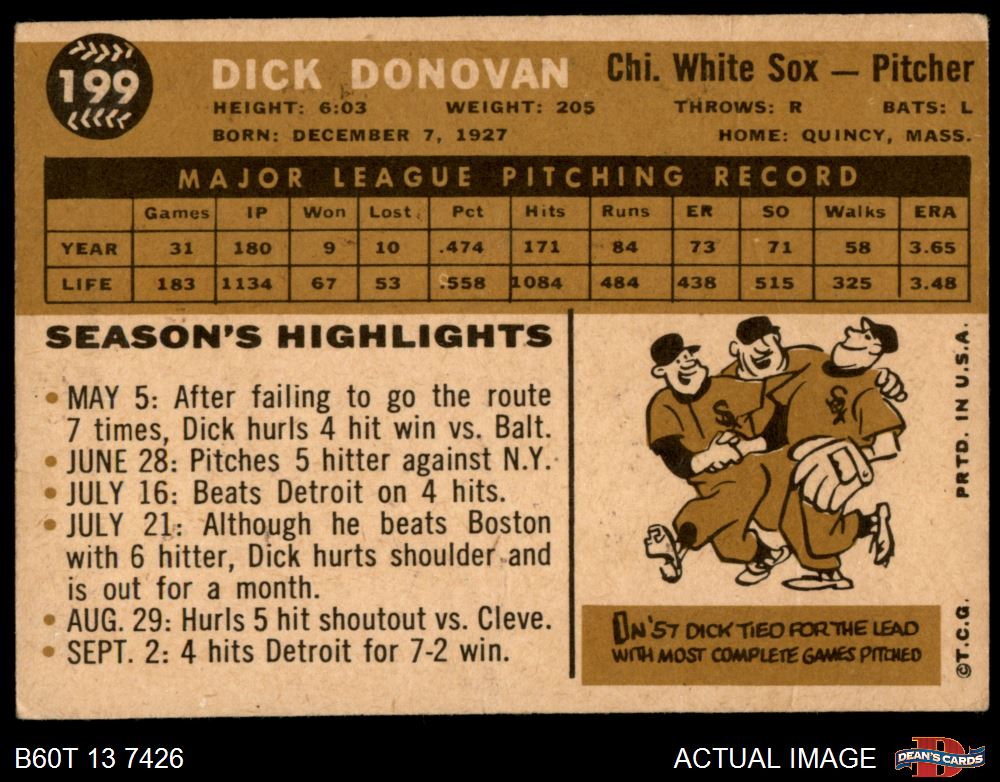 199
DICK DONOVAN
Chi. White Sox — Pitcher
HEIGHT: 6:03 WEIGHT: 205 THROWS: R BATS: L
BORN: DECEMBER 7, 1927 HOME: QUINCY, MASS.
MAJOR LEAGUE PITCHING RECORD
Games IP Won Lost Pct Hits Runs ER SO Walks ERA
YEAR 31 180 9 10 .474 171 84 73 71 58 3.65
LIFE 183 1134 67 53 .558 1084 484 438 515 325 3.48
SEASON'S HIGHLIGHTS
• MAY 5: After failing to go the route
7 times, Dick hurls 4 hit win vs. Balt.
• JUNE 28: Pitches 5 hitter against N.Y.
• JULY 16: Beats Detroit on 4 hits.
• JULY 21: Although he beats Boston
with 6 hitter, Dick hurts shoulder and
is out for a month.
• AUG. 29: Hurls 5 hit shoutout vs. Cleve.
• SEPT. 2: 4 hits Detroit for 7-2 win.
SOX
SOX
IN '57 DICK TIED FOR THE LEAD
WITH MOST COMPLETE GAMES PITCHED
©T.C.G. PRTD. IN U.S.A.
B60T 13 7426
ACTUAL IMAGE
D
DEAN'S CARDS